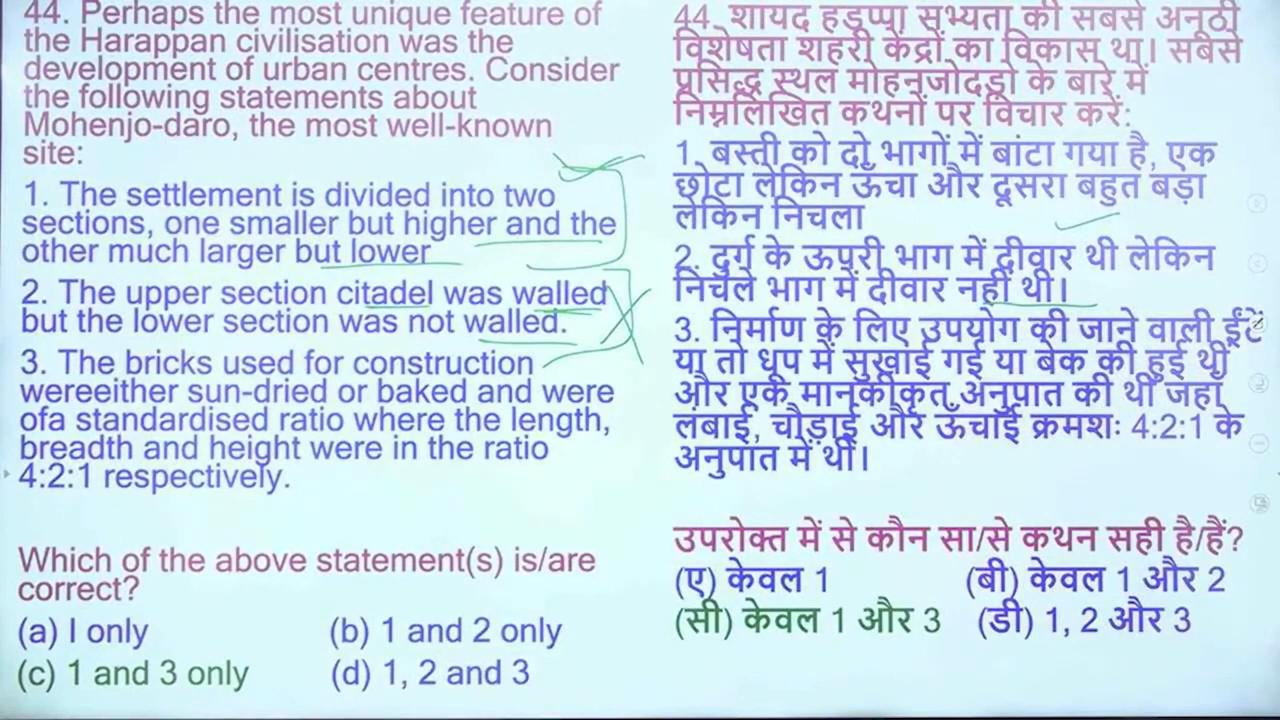 44. Perhaps the most unique feature of
the Harappan civilisation was the
development of urban centres. Consider
the following statements about
Mohenjo-daro, the most well-known
site:
1. The settlement is divided into two
sections, one smaller but higher and the
other much larger but lower
2. The upper section citadel was walled
but the lower section was not walled.
3. The bricks used for construction
wereeither sun-dried or baked and were
ofa standardised ratio where the length,
breadth and height were in the ratio
4:2:1 respectively.
Which of the above statement(s) is/are
correct?
(a) I only (b) 1 and 2 only
(c) 1 and 3 only (d) 1, 2 and 3
44. शायद हड़प्पा सभ्यता की सबसे अनूठी
विशेषता शहरी केंद्रों का विकास था। सबसे
प्रसिद्ध स्थल मोहनजोदड़ो के बारे में
निम्नलिखित कथनों पर विचार करें:
1. बस्ती को दो भागों में बांटा गया है, एक
छोटा लेकिन ऊँचा और दूसरा बहुत बड़ा
लेकिन निचला
2. दुर्ग के ऊपरी भाग में दीवार थी लेकिन
निचले भाग में दीवार नहीं थी।
3. निर्माण के लिए उपयोग की जाने वाली ईंटें
या तो धूप में सुखाई गई या बेक की हुई थीं
और एक मानकीकृत अनुपात की थीं जहां
लंबाई, चौड़ाई और ऊँचाई क्रमशः 4:2:1 के
अनुपात में थीं।
उपरोक्त में से कौन सा/से कथन सही है/हैं?
(ए) केवल 1 (बी) केवल 1 और 2
(सी) केवल 1 और 3 (डी) 1, 2 और 3